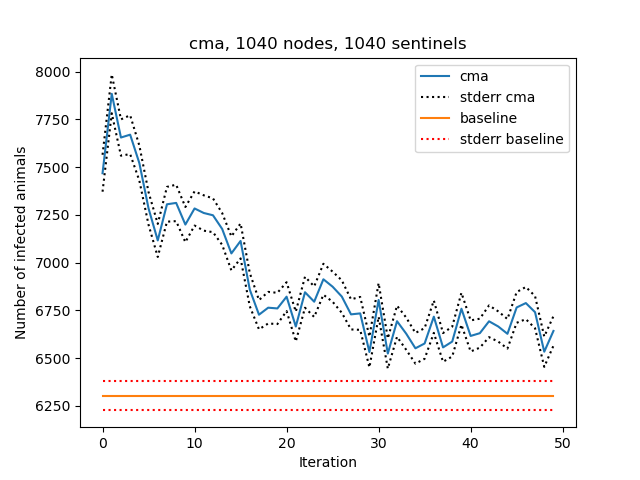 cma, 1040 nodes, 1040 sentinels
Number of infected animals
8000
7750
7500
7250
7000
6750
6500
6250
cma
stderr cma
baseline
stderr baseline
0 10 20 30 40 50
Iteration